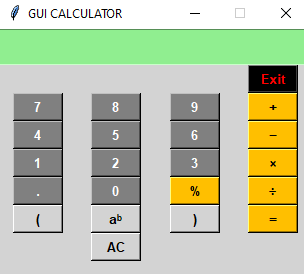 GUI CALCULATOR
Exit
7 8 9 +
4 5 6 −
1 2 3 ×
. 0 % ÷
( aᵇ ) =
AC